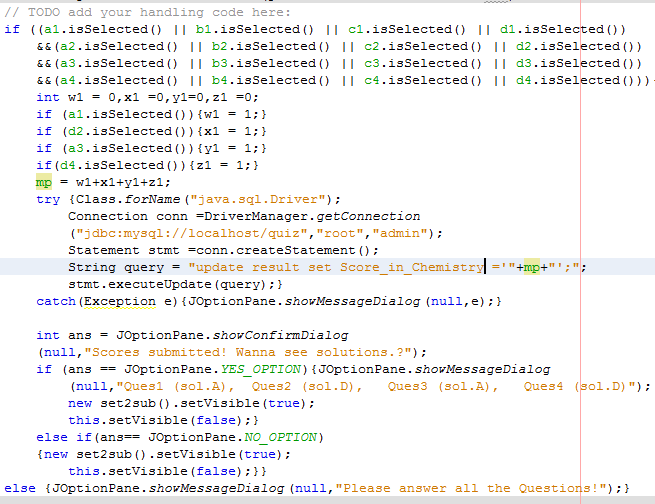 // TODO add your handling code here:
if ((a1.isSelected() || b1.isSelected() || c1.isSelected() || d1.isSelected())
&&(a2.isSelected() || b2.isSelected() || c2.isSelected() || d2.isSelected())
&&(a3.isSelected() || b3.isSelected() || c3.isSelected() || d3.isSelected())
&&(a4.isSelected() || b4.isSelected() || c4.isSelected() || d4.isSelected())){
int w1 = 0,x1 =0,y1=0,z1 =0;
if (a1.isSelected()){w1 = 1;}
if (d2.isSelected()){x1 = 1;}
if (a3.isSelected()){y1 = 1;}
if(d4.isSelected()){z1 = 1;}
mp = w1+x1+y1+z1;
try {Class.forName("java.sql.Driver");
Connection conn =DriverManager.getConnection
("jdbc:mysql://localhost/quiz","root","admin");
Statement stmt =conn.createStatement();
String query = "update result set Score_in_Chemistry ='"+mp+"';";
stmt.executeUpdate(query);}
catch(Exception e){JOptionPane.showMessageDialog(null,e);}
int ans = JOptionPane.showConfirmDialog
(null,"Scores submitted! Wanna see solutions.?");
if (ans == JOptionPane.YES_OPTION){JOptionPane.showMessageDialog
(null,"Ques1 (sol.A),  Ques2 (sol.D),   Ques3 (sol.A),   Ques4 (sol.D)");
new set2sub().setVisible(true);
this.setVisible(false);}
else if(ans== JOptionPane.NO_OPTION)
{new set2sub().setVisible(true);
this.setVisible(false);}}
else {JOptionPane.showMessageDialog(null,"Please answer all the Questions!");}